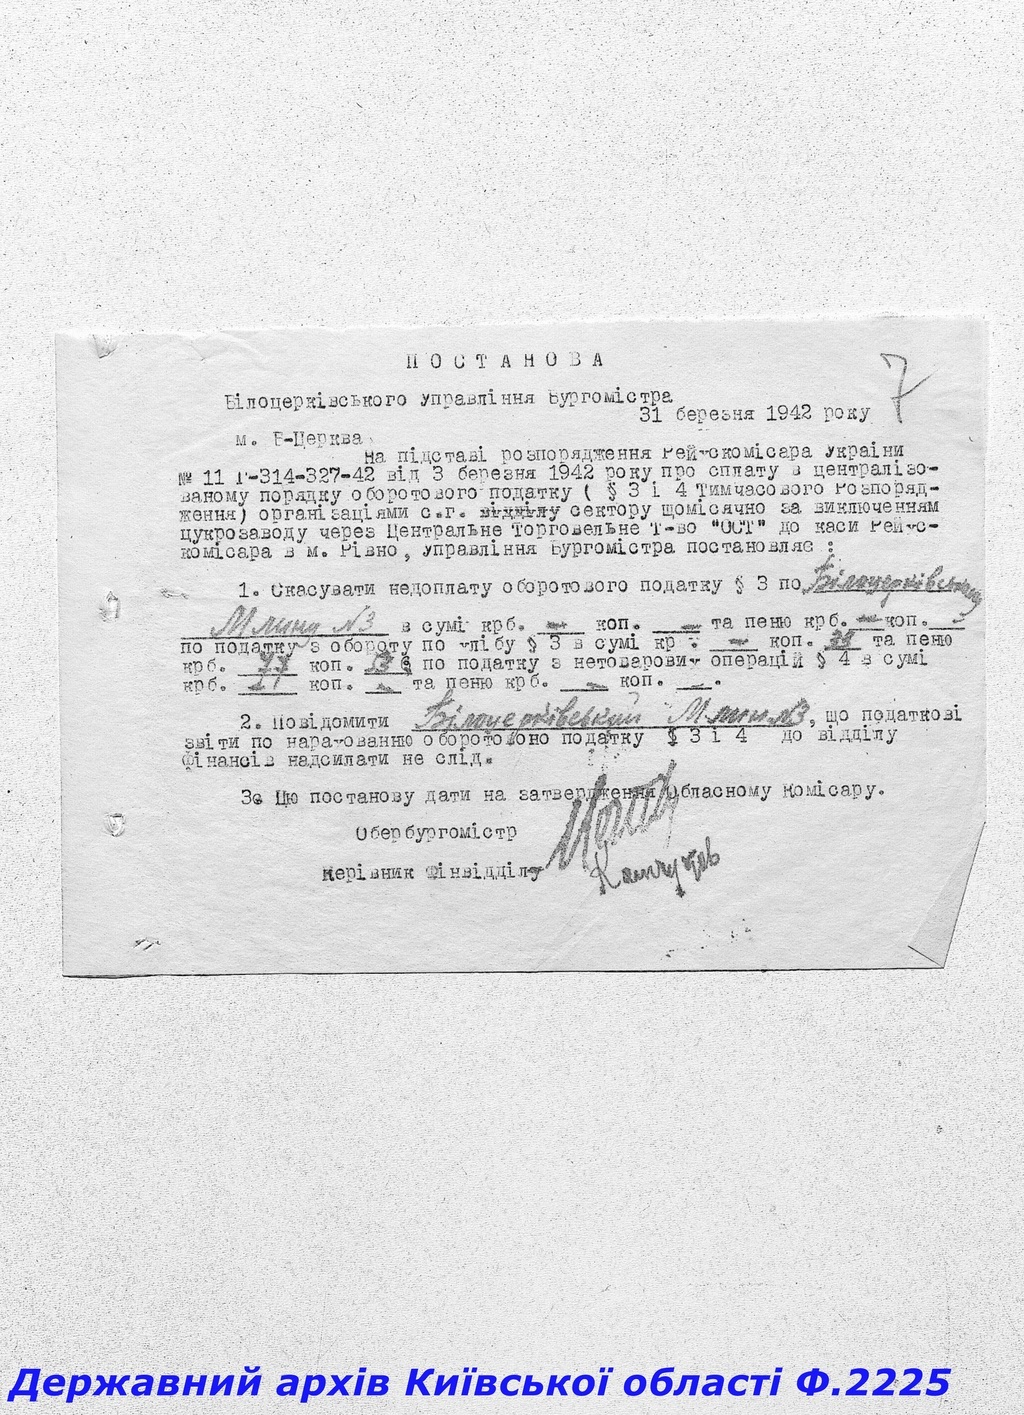 ПОСТАНОВА
7
Білоцерківського Управління Бургомістра
31 березня 1942 року
м. Б-Церква
На підставі розпорядження Рейхскомісара України
№ 11 Г-314-327-42 від 3 березня 1942 року про сплату в централізо-
ваному порядку оборотового податку ( § 3 і 4 Тимчасового Розпоряд-
ження) організаціями с.г. відділу сектору щомісячно за виключенням
цукрозаводу через Центральне Торговельне Т-во "ОСТ" до каси Рейхс-
комісара в м. Рівно, Управління Бургомістра постановляє :
1. Скасувати недоплату оборотового податку § 3 по Білоцерківському
Млину №3 в сумі крб. — коп. — та пеню крб. — коп.
по податку з обороту по хлібу § 3 в сумі кр : — коп. та пеню
крб. 77 коп. по податку з нетоварових операцій § 4 в сумі
крб. 21 коп. — та пеню крб. — коп. —.
2. Повідомити Білоцерківський Млин №3, що податкові
звіти по нарахованню оборотовоно податку § 3 і 4 до відділу
Фінансів надсилати не слід.
3. Цю постанову дати на затвердження Обласному Комісару.
Обербургомістр
Керівник Фінвідділу
Державний архів Київської області Ф.2225